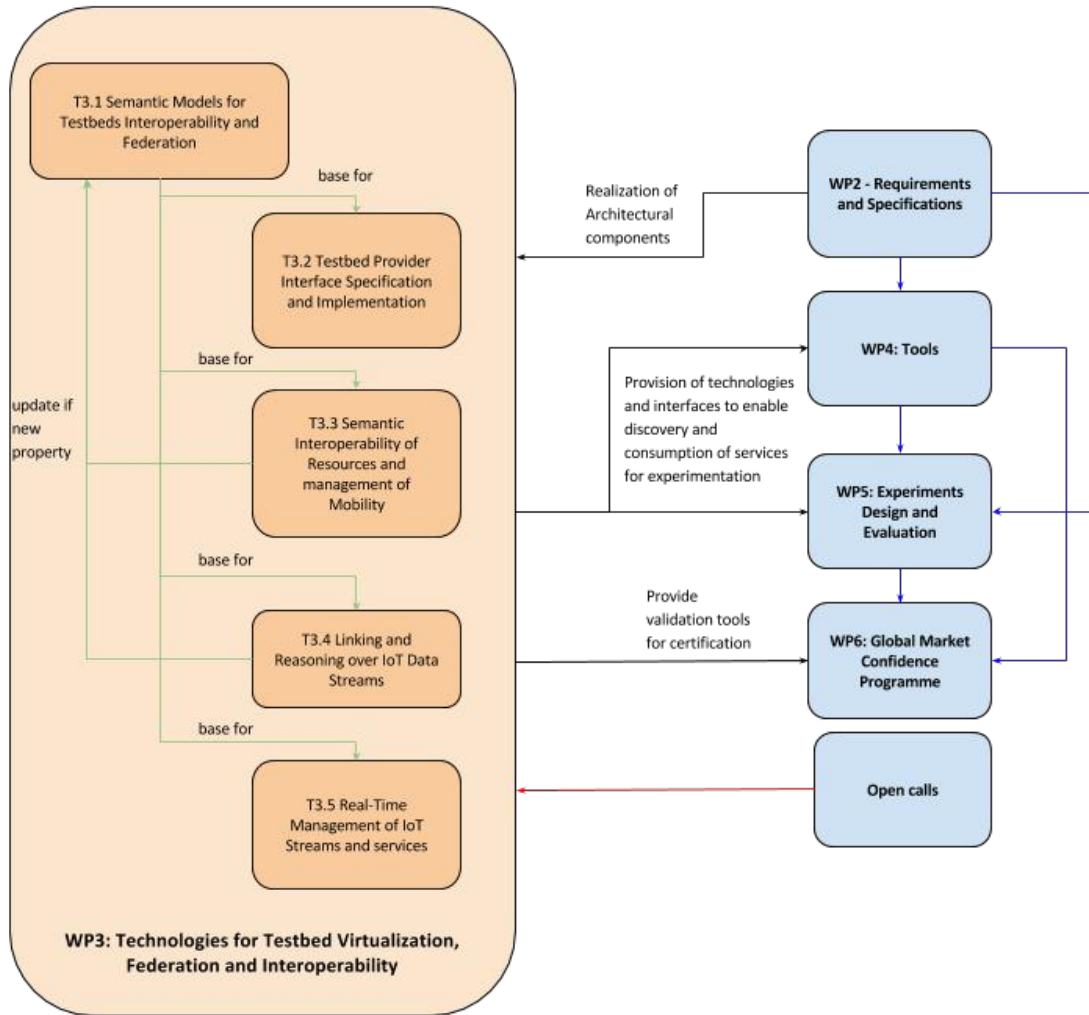 T3.1 Semantic Models for
Testbeds Interoperability and
Federation
base for
T3.2 Testbed Provider
Interface Specification
and Implementation
base for
update if
new
property
T3.3 Semantic
Interoperability of
Resources and
management of
Mobility
base for
T3.4 Linking and
Reasoning over IoT Data
Streams
base for
T3.5 Real-Time
Management of IoT
Streams and services
WP3: Technologies for Testbed Virtualization,
Federation and Interoperability
Realization of
Architectural
components
Provision of technologies
and interfaces to enable
discovery and
consumption of services
for experimentation
Provide
validation tools
for certification
WP2 - Requirements
and Specifications
WP4: Tools
WP5: Experiments
Design and
Evaluation
WP6: Global Market
Confidence
Programme
Open calls